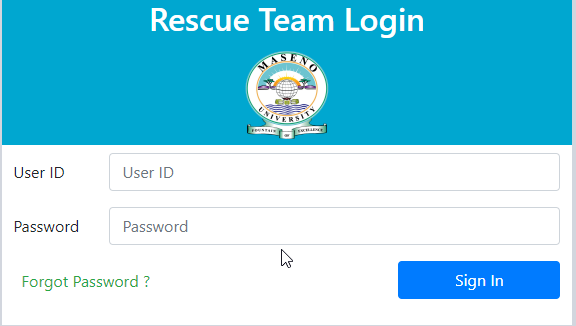 Rescue Team Login
MASENO
UNIVERSITY
FOUNTAIN OF EXCELLENCE
User ID
User ID
Password
Password
Forgot Password ?
Sign In